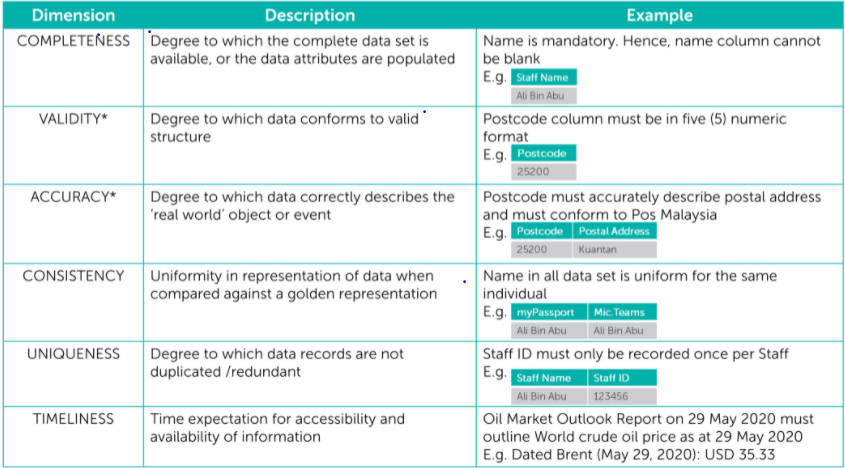 Dimension Description Example
COMPLETENESS Degree to which the complete data set is Name is mandatory. Hence, name column cannot
available, or the data attributes are populated be blank
E.g. Staff Name
Ali Bin Abu
VALIDITY* Degree to which data conforms to valid Postcode column must be in five (5) numeric
structure format
E.g. Postcode
25200
ACCURACY* Degree to which data correctly describes the Postcode must accurately describe postal address
'real world' object or event and must conform to Pos Malaysia
E.g. Postcode Postal Address
25200 Kuantan
CONSISTENCY Uniformity in representation of data when Name in all data set is uniform for the same
compared against a golden representation individual
E.g. myPassport Mic.Teams
Ali Bin Abu Ali Bin Abu
UNIQUENESS Degree to which data records are not Staff ID must only be recorded once per Staff
duplicated /redundant E.g. Staff Name Staff ID
Ali Bin Abu 123456
TIMELINESS Time expectation for accessibility and Oil Market Outlook Report on 29 May 2020 must
availability of information outline World crude oil price as at 29 May 2020
E.g. Dated Brent (May 29, 2020): USD 35.33